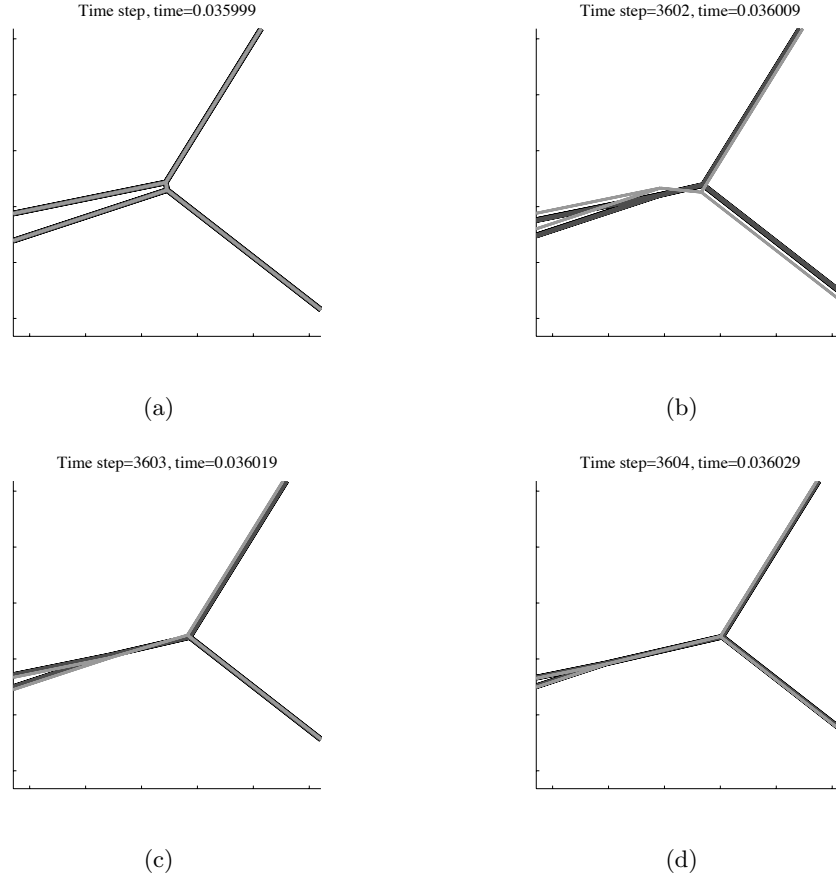 Time step, time=0.035999
Time step=3602, time=0.036009
(a)
(b)
Time step=3603, time=0.036019
Time step=3604, time=0.036029
(c)
(d)